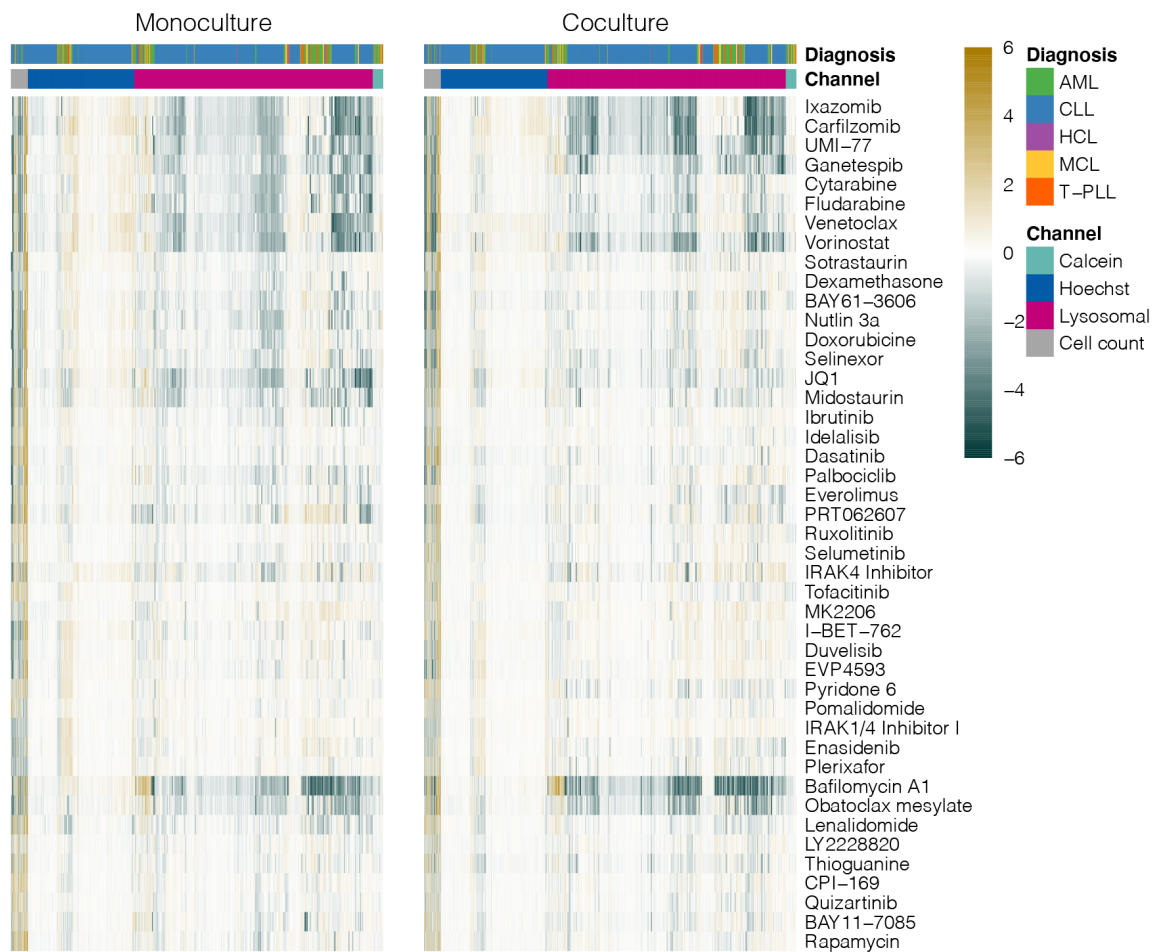 Monoculture
Coculture
Diagnosis
Channel
Ixazomib
Carfilzomib
UMI−77
Ganetespib
Cytarabine
Fludarabine
Venetoclax
Vorinostat
Sotrastaurin
Dexamethasone
BAY61−3606
Nutlin 3a
Doxorubicine
Selinexor
JQ1
Midostaurin
Ibrutinib
Idelalisib
Dasatinib
Palbociclib
Everolimus
PRT062607
Ruxolitinib
Selumetinib
IRAK4 Inhibitor
Tofacitinib
MK2206
I−BET−762
Duvelisib
EVP4593
Pyridone 6
Pomalidomide
IRAK1/4 Inhibitor I
Enasidenib
Plerixafor
Bafilomycin A1
Obatoclax mesylate
Lenalidomide
LY2228820
Thioguanine
CPI−169
Quizartinib
BAY11−7085
Rapamycin
6
4
2
0
−2
−4
−6
Diagnosis
AML
CLL
HCL
MCL
T−PLL
Channel
Calcein
Hoechst
Lysosomal
Cell count